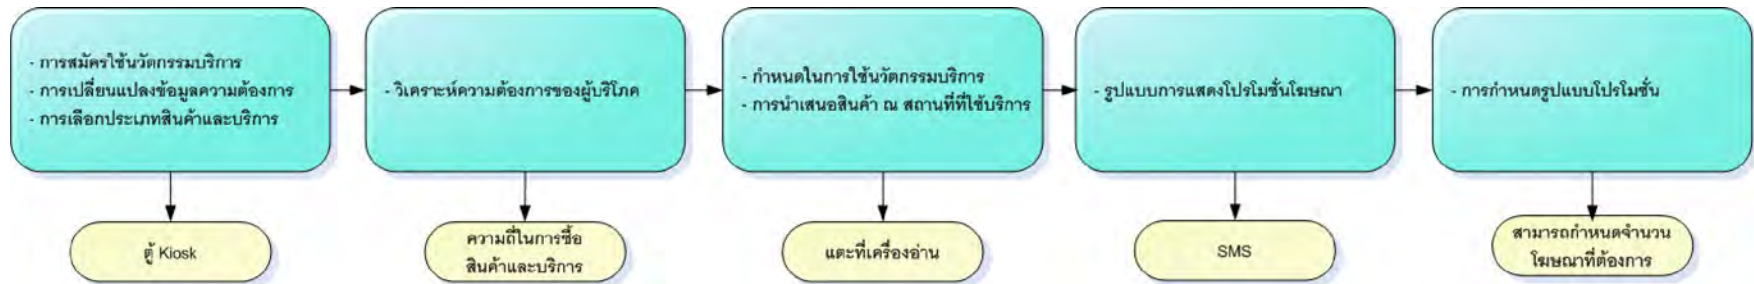 - การสมัครใช้นวัตกรรมบริการ
- การเปลี่ยนแปลงข้อมูลความต้องการ
- การเลือกประเภทสินค้าและบริการ
- วิเคราะห์ความต้องการของผู้บริโภค
- กำหนดในการใช้นวัตกรรมบริการ
- การนำเสนอสินค้า ณ สถานที่ที่ใช้บริการ
- รูปแบบการแสดงโปรโมชั่นโฆษณา
- การกำหนดรูปแบบโปรโมชั่น
ตู้ Kiosk
ความถี่ในการซื้อ
สินค้าและบริการ
แตะที่เครื่องอ่าน
SMS
สามารถกำหนดจำนวน
โฆษณาที่ต้องการ